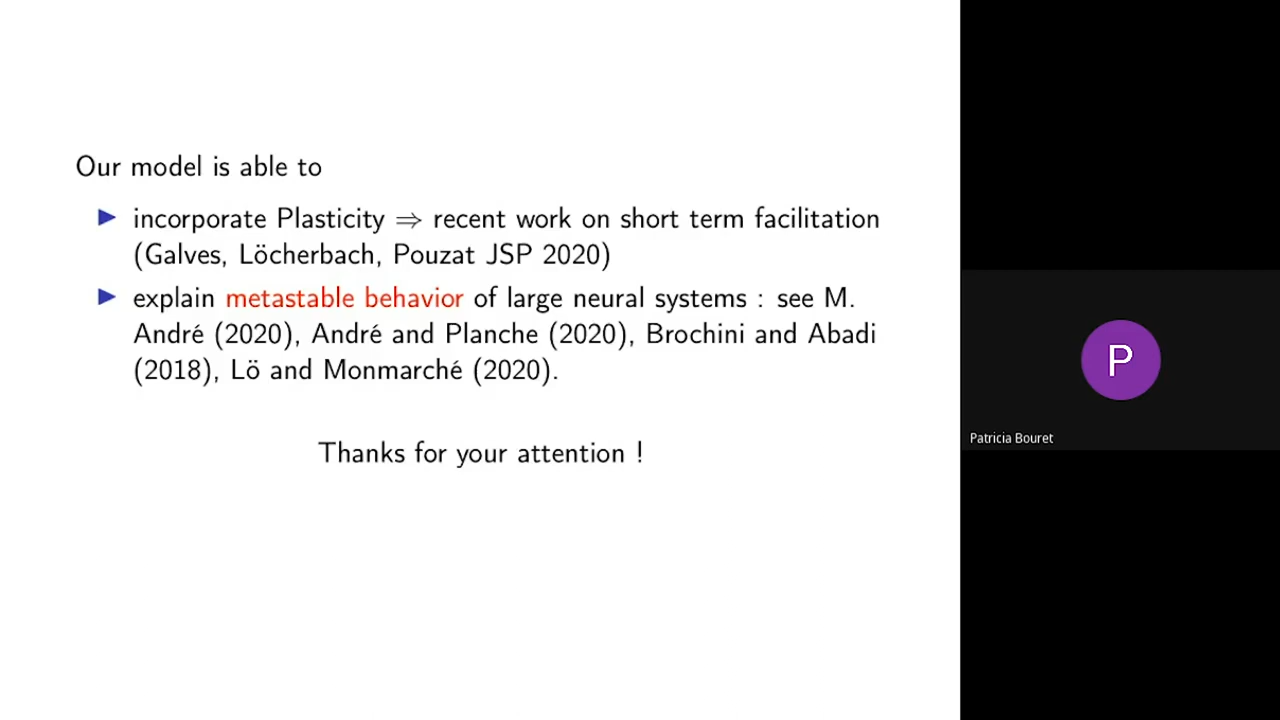 Our model is able to
▶ incorporate Plasticity ⇒ recent work on short term facilitation
(Galves, Löcherbach, Pouzat JSP 2020)
▶ explain metastable behavior of large neural systems : see M.
André (2020), André and Planche (2020), Brochini and Abadi
(2018), Lö and Monmarché (2020).
Thanks for your attention !
P
Patricia Bouret